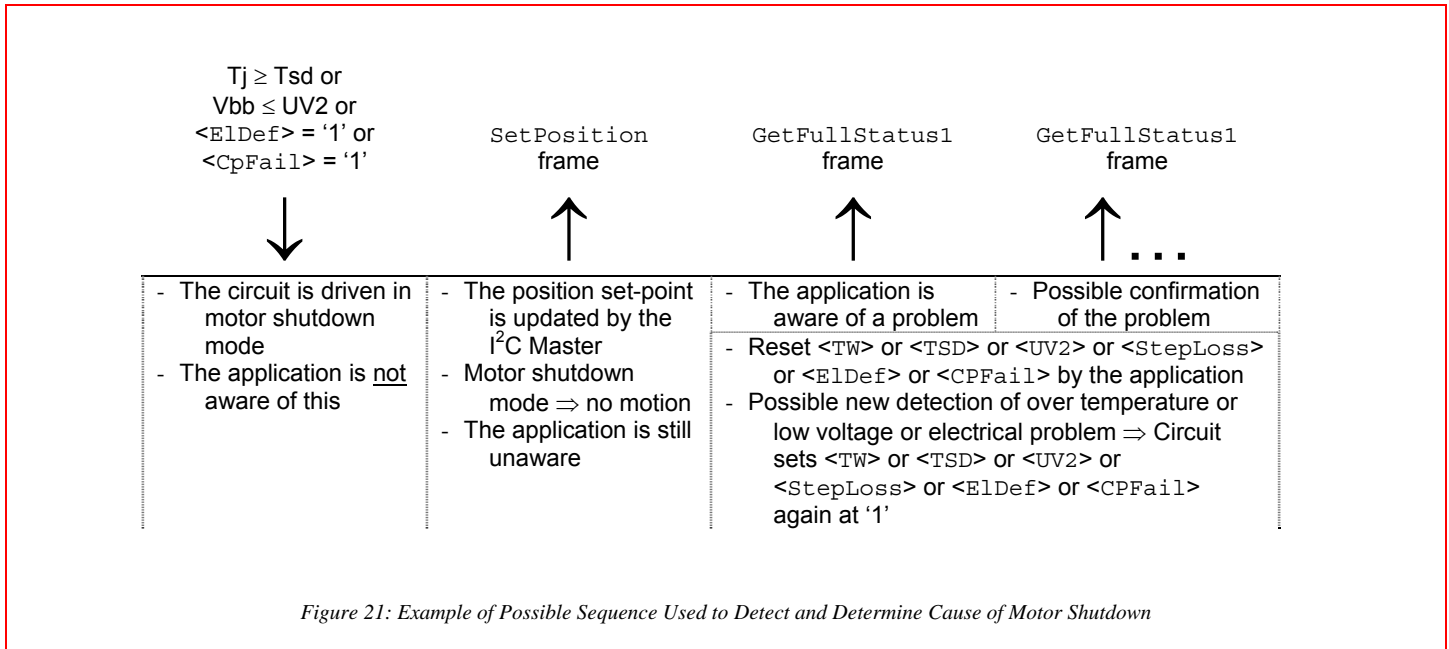 Tj ≥ Tsd or
Vbb ≤ UV2 or
<ElDef> = ‘1’ or
<CpFail> = ‘1’
SetPosition
frame
GetFullStatus1
frame
GetFullStatus1
frame
...
- The circuit is driven in
motor shutdown
mode
- The application is not
aware of this
- The position set-point
is updated by the
I²C Master
- Motor shutdown
mode ⇒ no motion
- The application is still
unaware
- The application is
aware of a problem
- Possible confirmation
of the problem
- Reset <TW> or <TSD> or <UV2> or <StepLoss>
or <ElDef> or <CPFail> by the application
- Possible new detection of over temperature or
low voltage or electrical problem ⇒ Circuit
sets <TW> or <TSD> or <UV2> or
<StepLoss> or <ElDef> or <CPFail>
again at ‘1’
Figure 21: Example of Possible Sequence Used to Detect and Determine Cause of Motor Shutdown